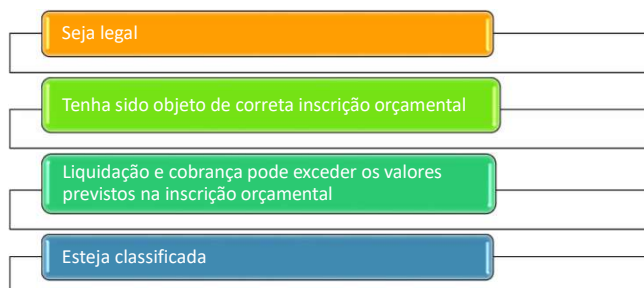 Seja legal
Tenha sido objeto de correta inscrição orçamental
Liquidação e cobrança pode exceder os valores
previstos na inscrição orçamental
Esteja classificada